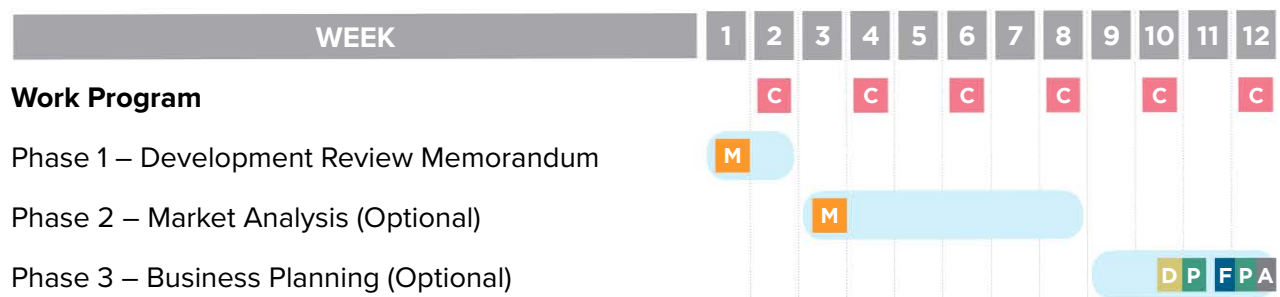 WEEK 1 2 3 4 5 6 7 8 9 10 11 12
Work Program C C C C C C
Phase 1 – Development Review Memorandum M
Phase 2 – Market Analysis (Optional) M
Phase 3 – Business Planning (Optional) D P F P A